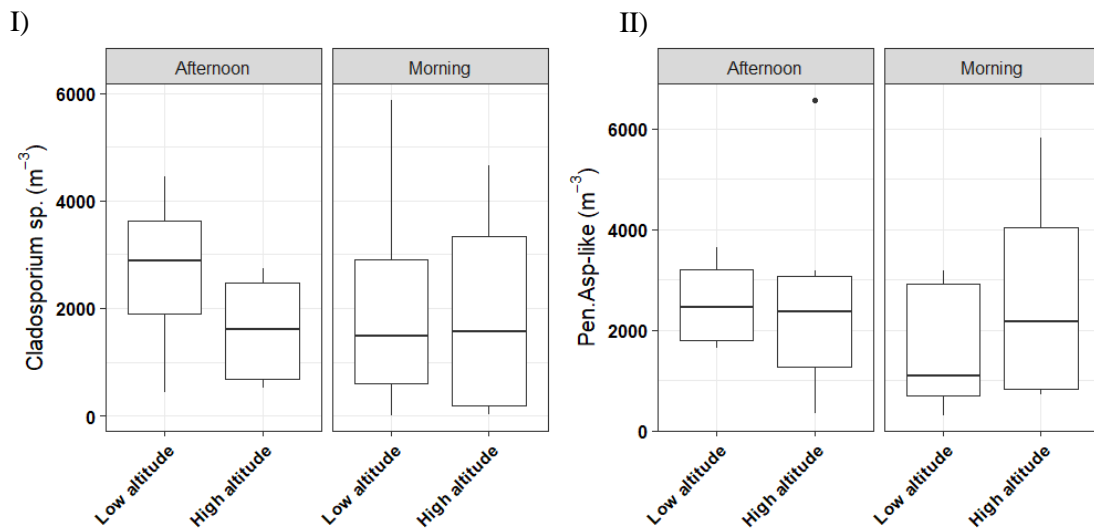 I)
Afternoon
Morning
Cladosporium sp. (m⁻³)
6000
4000
2000
0
Low altitude
High altitude
Low altitude
High altitude
II)
Afternoon
Morning
Pen.Asp-like (m⁻³)
6000
4000
2000
0
Low altitude
High altitude
Low altitude
High altitude